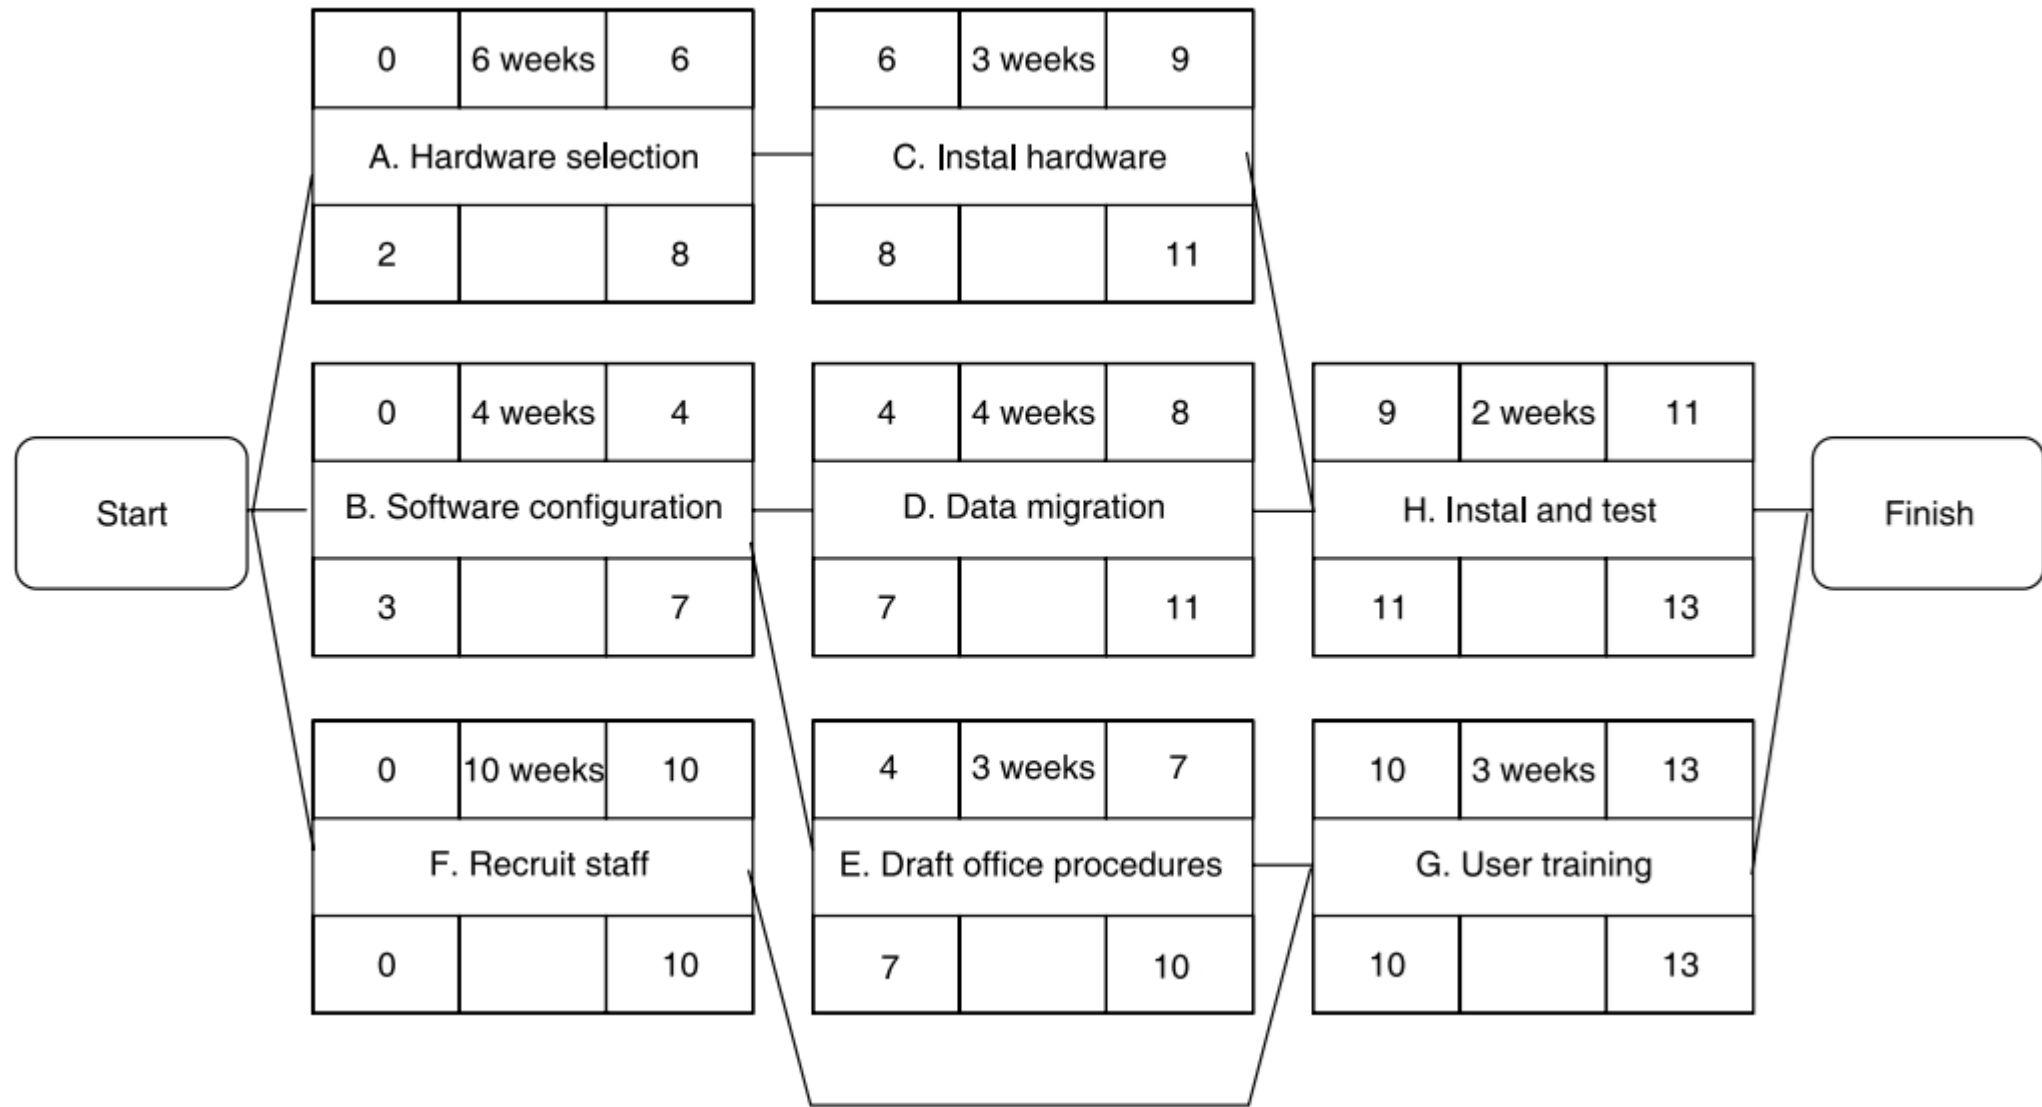 0 6 weeks 6
A. Hardware selection
2 8
6 3 weeks 9
C. Instal hardware
8 11
Start
0 4 weeks 4
B. Software configuration
3 7
4 4 weeks 8
D. Data migration
7 11
9 2 weeks 11
H. Instal and test
11 13
Finish
0 10 weeks 10
F. Recruit staff
0 10
4 3 weeks 7
E. Draft office procedures
7 10
10 3 weeks 13
G. User training
10 13